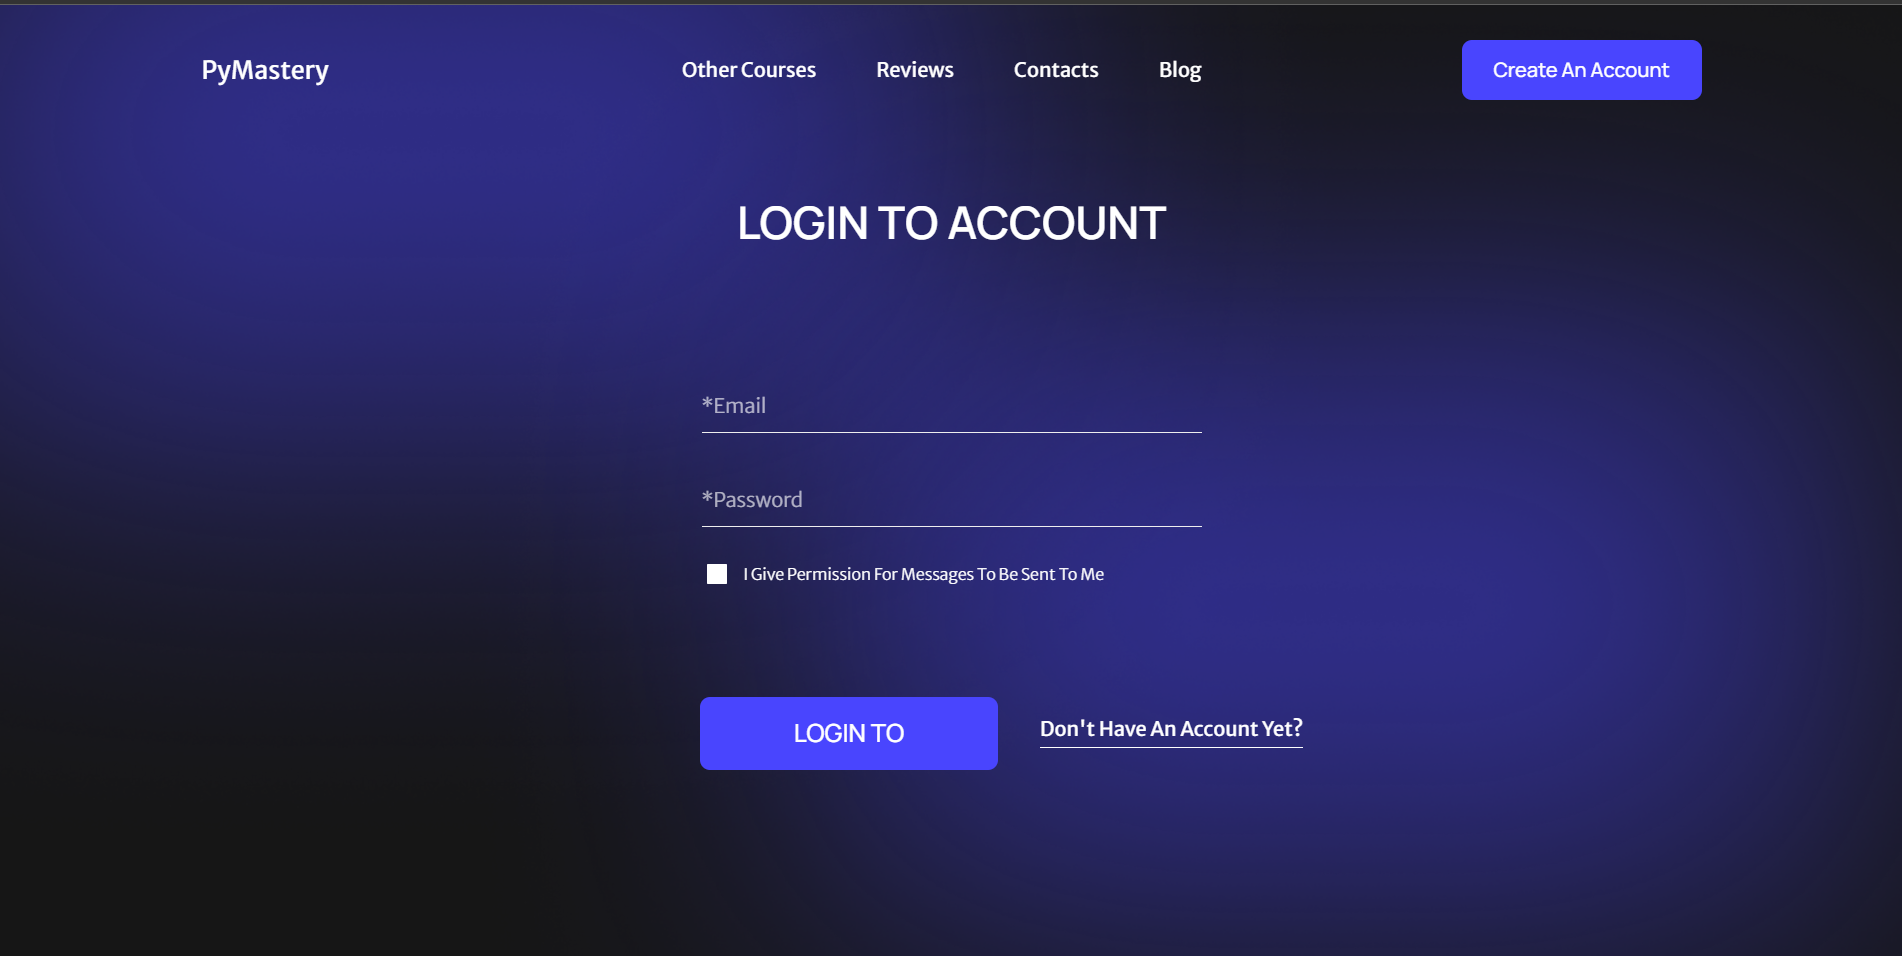 PyMastery
Other Courses
Reviews
Contacts
Blog
Create An Account
LOGIN TO ACCOUNT
*Email
*Password
I Give Permission For Messages To Be Sent To Me
LOGIN TO
Don't Have An Account Yet?